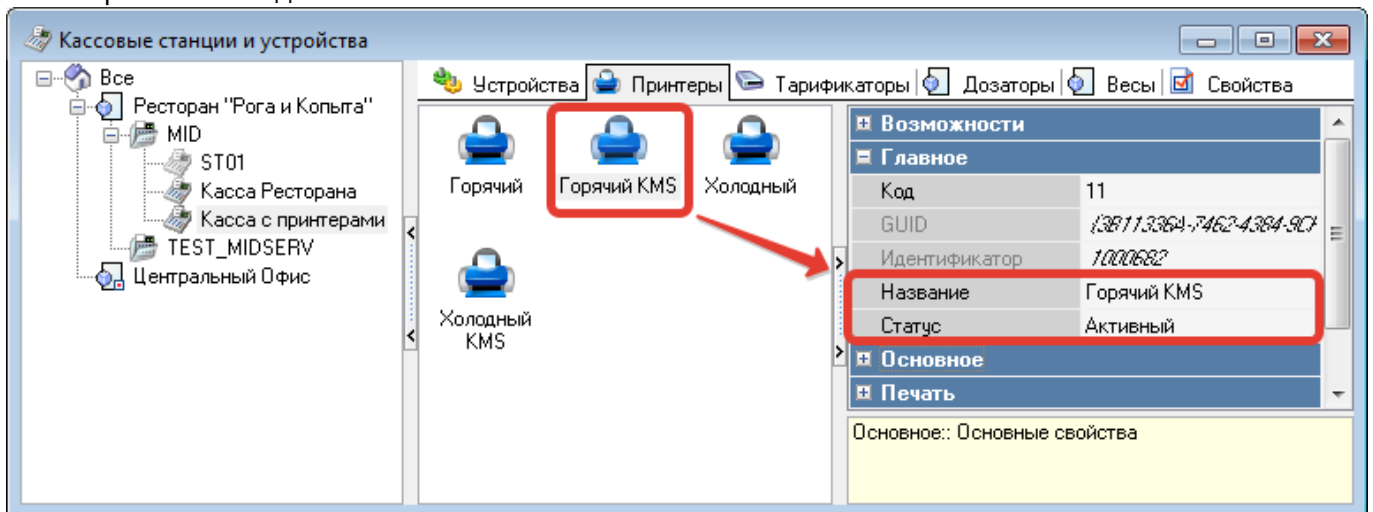 Кассовые станции и устройства
Все
Ресторан "Рога и Копыта"
MID
ST01
Касса Ресторана
Касса с принтерами
TEST_MIDSERV
Центральный Офис
Устройства Принтеры Тарификаторы Дозаторы Весы Свойства
Горячий Горячий KMS Холодный
Холодный
KMS
Возможности
Главное
Код 11
GUID
Идентификатор 1000682
Название Горячий KMS
Статус Активный
Основное
Печать
Основное:: Основные свойства